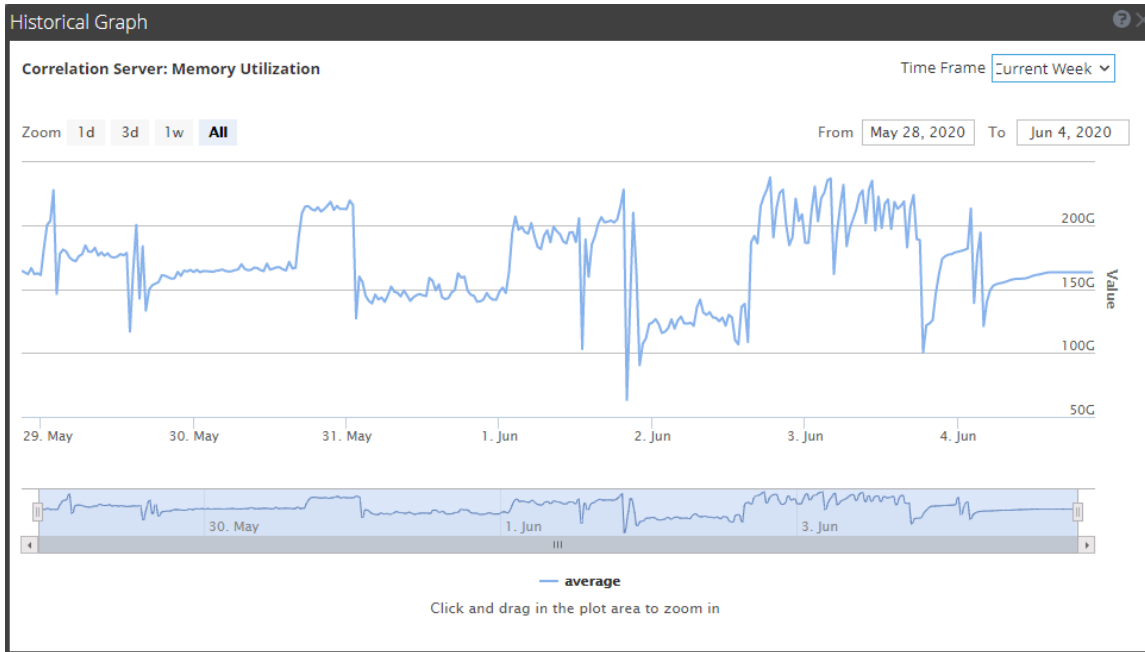 Historical Graph
Correlation Server: Memory Utilization
Time Frame Current Week
Zoom 1d 3d 1w All
From May 28, 2020 To Jun 4, 2020
200G
150G
100G
50G
Value
29. May 30. May 31. May 1. Jun 2. Jun 3. Jun 4. Jun
30. May 1. Jun 3. Jun
average
Click and drag in the plot area to zoom in